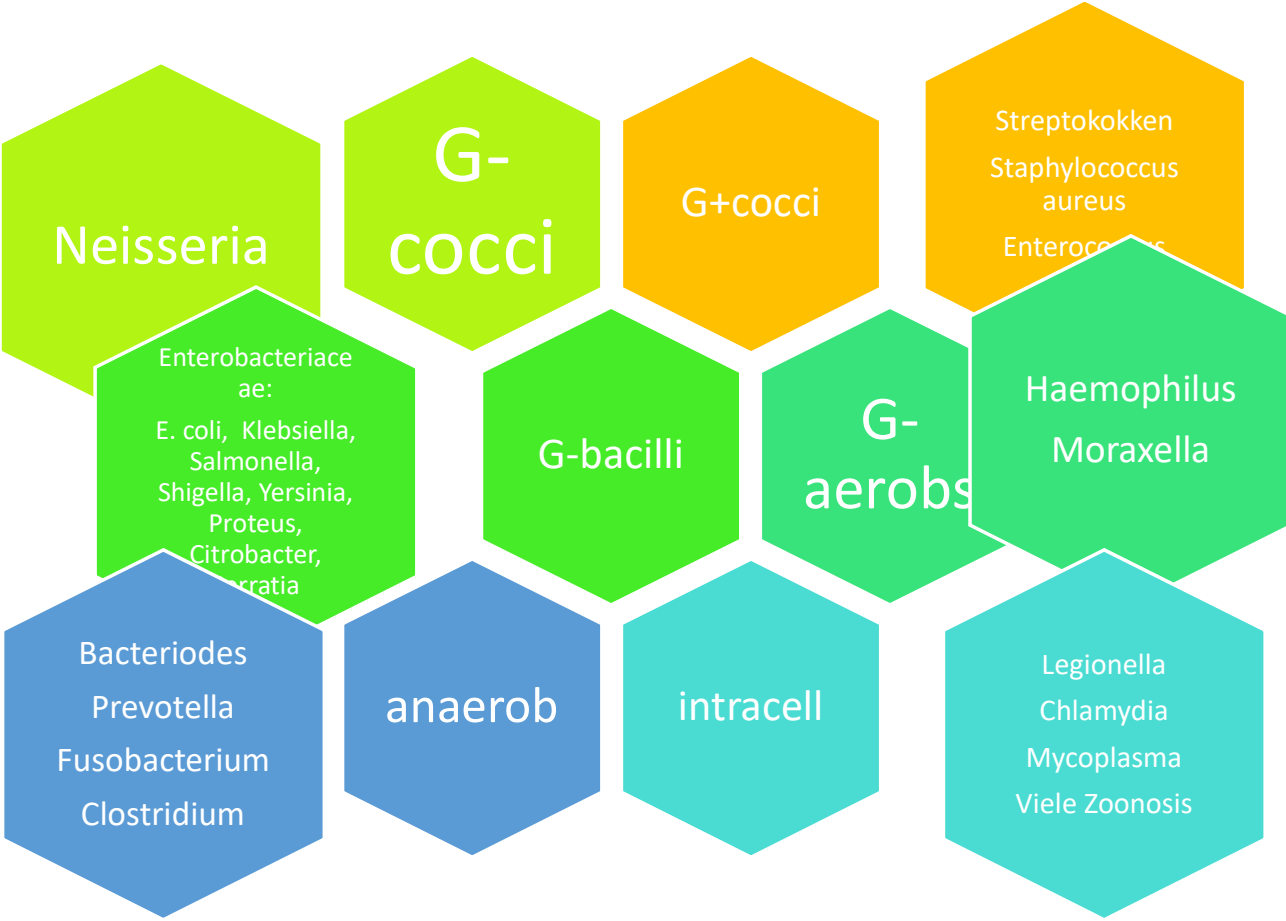 Neisseria
G-
cocci
G+cocci
Streptokokken
Staphylococcus
aureus
Enterobacteriace
ae:
E. coli, Klebsiella,
Salmonella,
Shigella, Yersinia,
Proteus,
Citrobacter,
G-bacilli
G-
aerobs
Haemophilus
Moraxella
Bacteriodes
Prevotella
Fusobacterium
Clostridium
anaerob
intracell
Legionella
Chlamydia
Mycoplasma
Viele Zoonosis